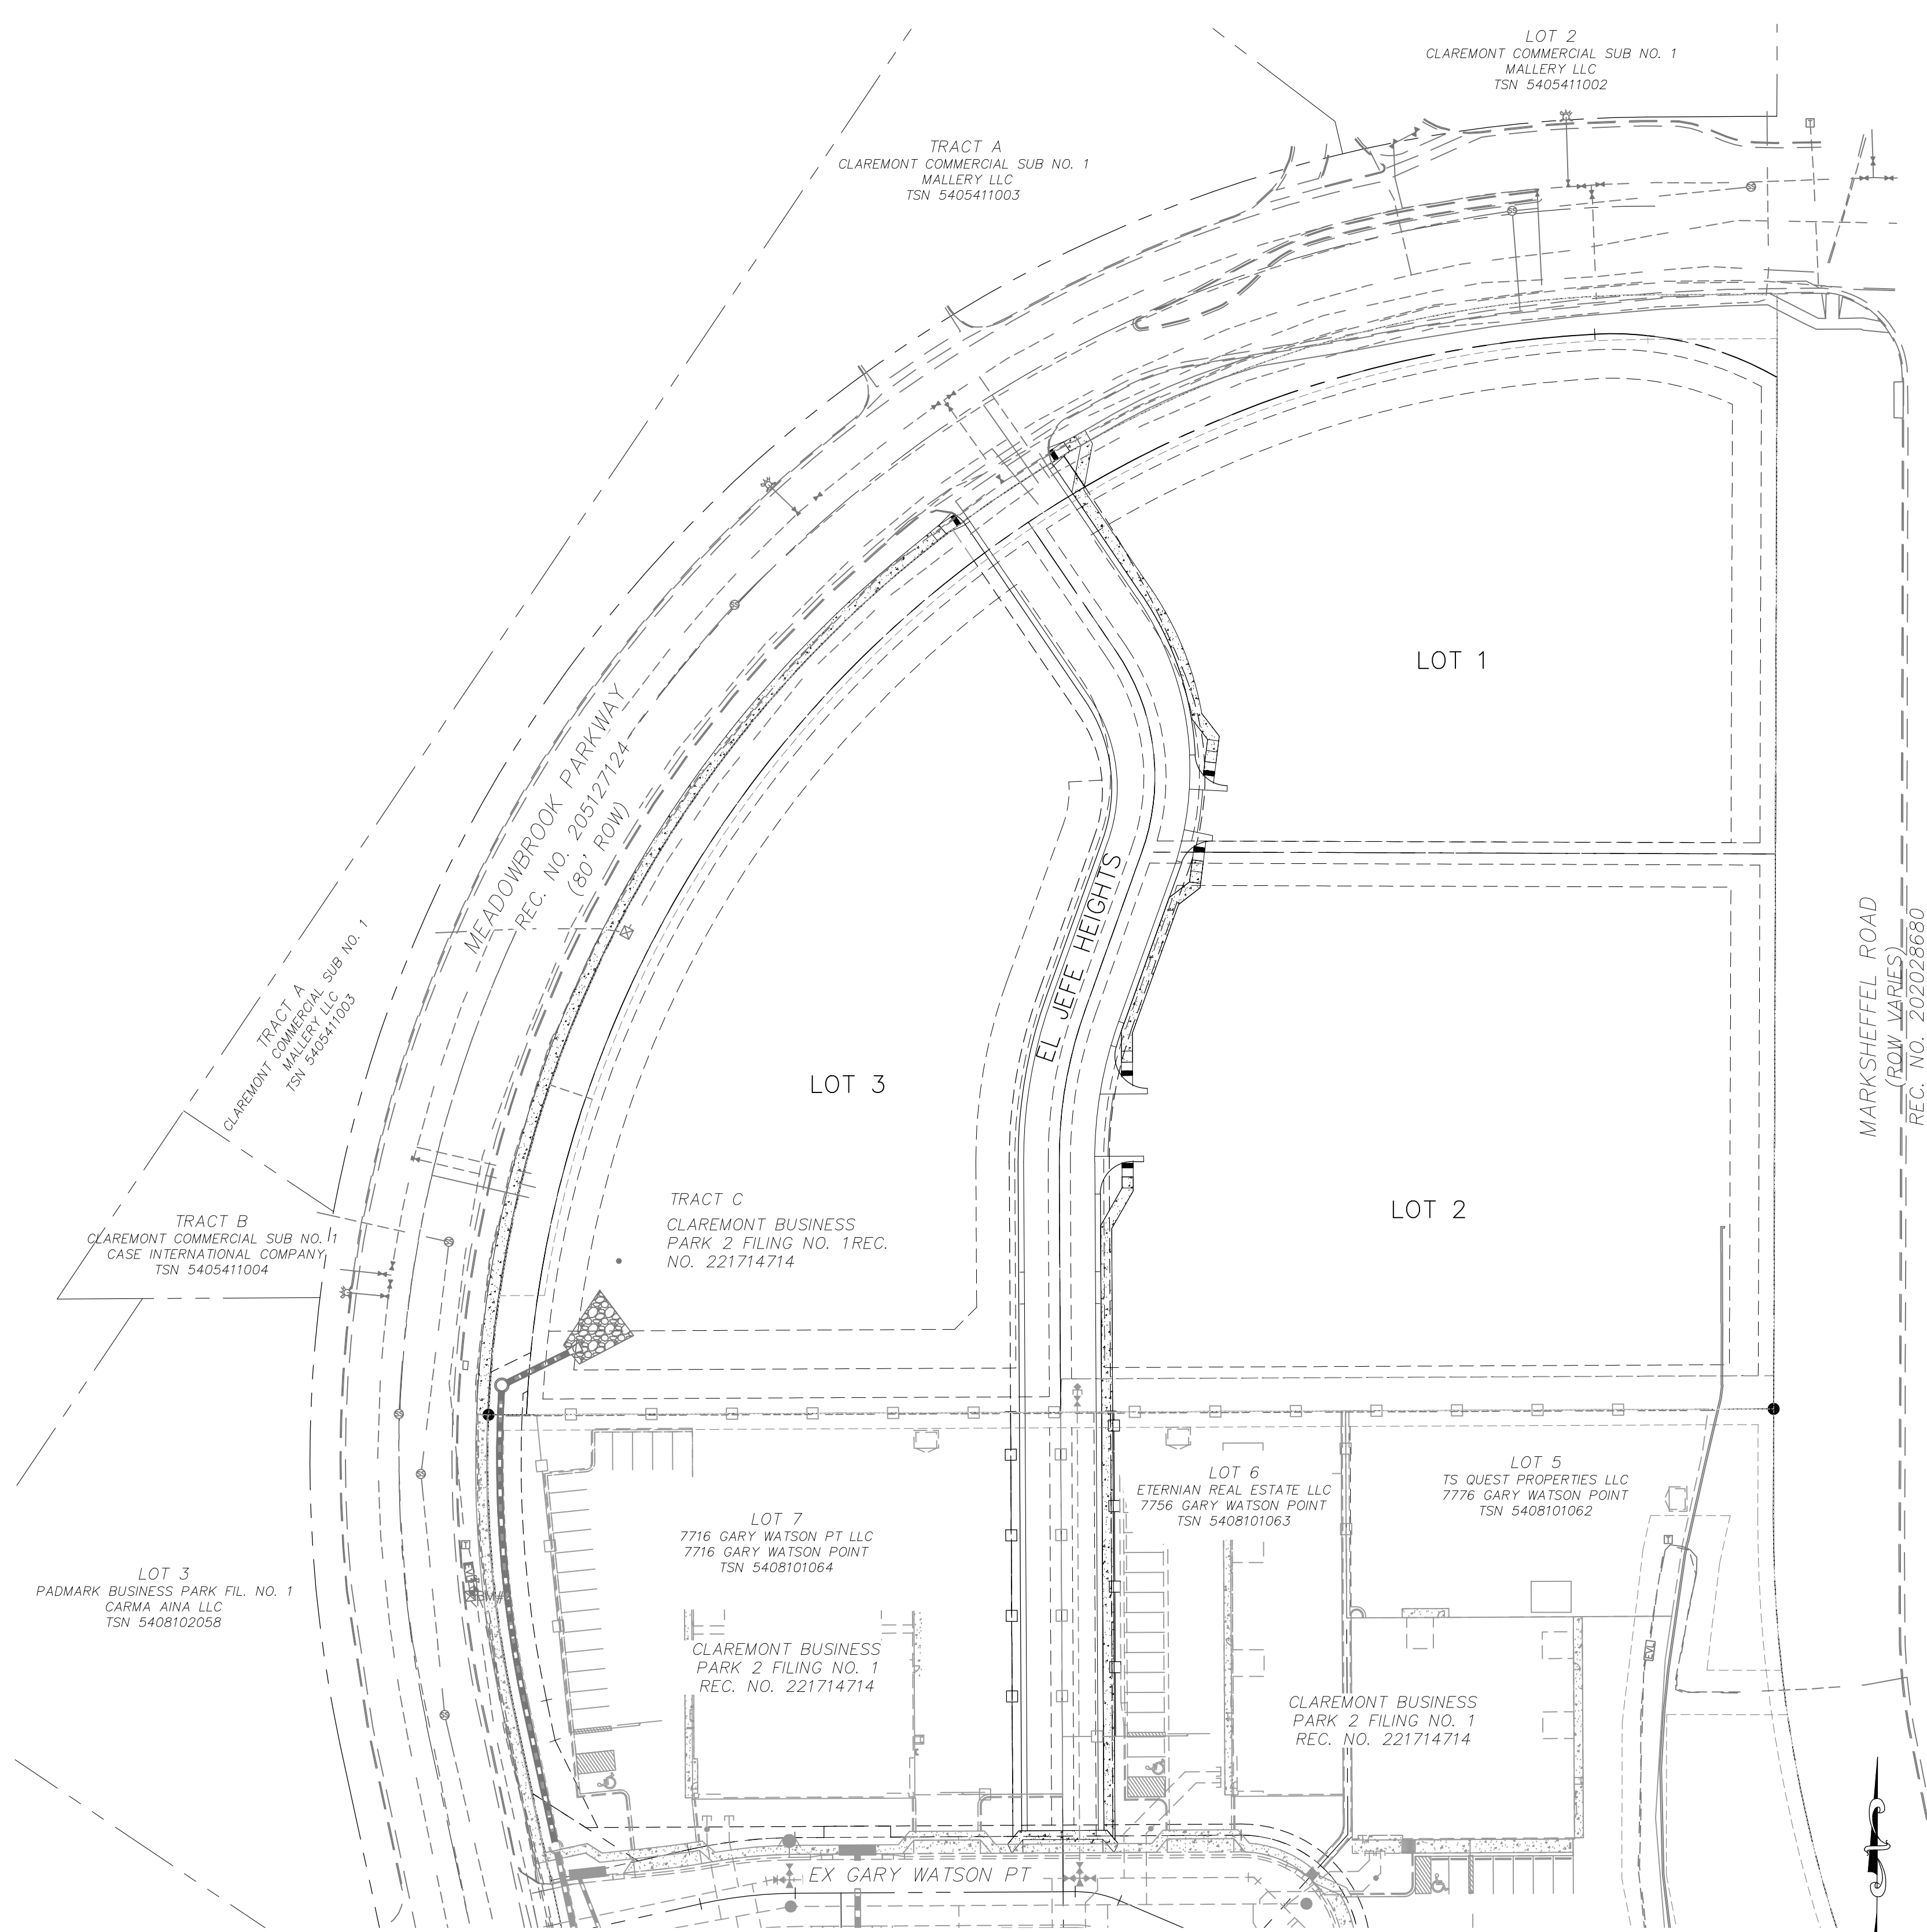 LOT 2
CLAREMONT COMMERCIAL SUB NO. 1
MALLERY LLC
TSN 5405411002
TRACT A
CLAREMONT COMMERCIAL SUB NO. 1
MALLERY LLC
TSN 5405411003
LOT 1
MEADOWBROOK PARKWAY
REC. NO. 205127124
(80' ROW)
EL JEFE HEIGHTS
MARKSHEFFEL ROAD
(ROW VARIES)
REC. NO. 202028680
TRACT A
CLAREMONT COMMERCIAL SUB NO. 1
MALLERY LLC
TSN 5405411003
LOT 3
TRACT C
CLAREMONT BUSINESS
PARK 2 FILING NO. 1REC.
NO. 221714714
LOT 2
TRACT B
CLAREMONT COMMERCIAL SUB NO. 1
CASE INTERNATIONAL COMPANY
TSN 5405411004
LOT 7
7716 GARY WATSON PT LLC
7716 GARY WATSON POINT
TSN 5408101064
LOT 6
ETERNIAN REAL ESTATE LLC
7756 GARY WATSON POINT
TSN 5408101063
LOT 5
TS QUEST PROPERTIES LLC
7776 GARY WATSON POINT
TSN 5408101062
LOT 3
PADMARK BUSINESS PARK FIL. NO. 1
CARMA AINA LLC
TSN 5408102058
CLAREMONT BUSINESS
PARK 2 FILING NO. 1
REC. NO. 221714714
CLAREMONT BUSINESS
PARK 2 FILING NO. 1
REC. NO. 221714714
EX GARY WATSON PT